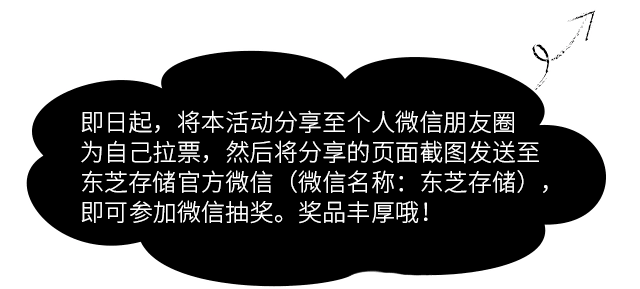 即日起，将本活动分享至个人微信朋友圈
为自己拉票，然后将分享的页面截图发送至
东芝存储官方微信（微信名称：东芝存储），
即可参加微信抽奖。奖品丰厚哦！